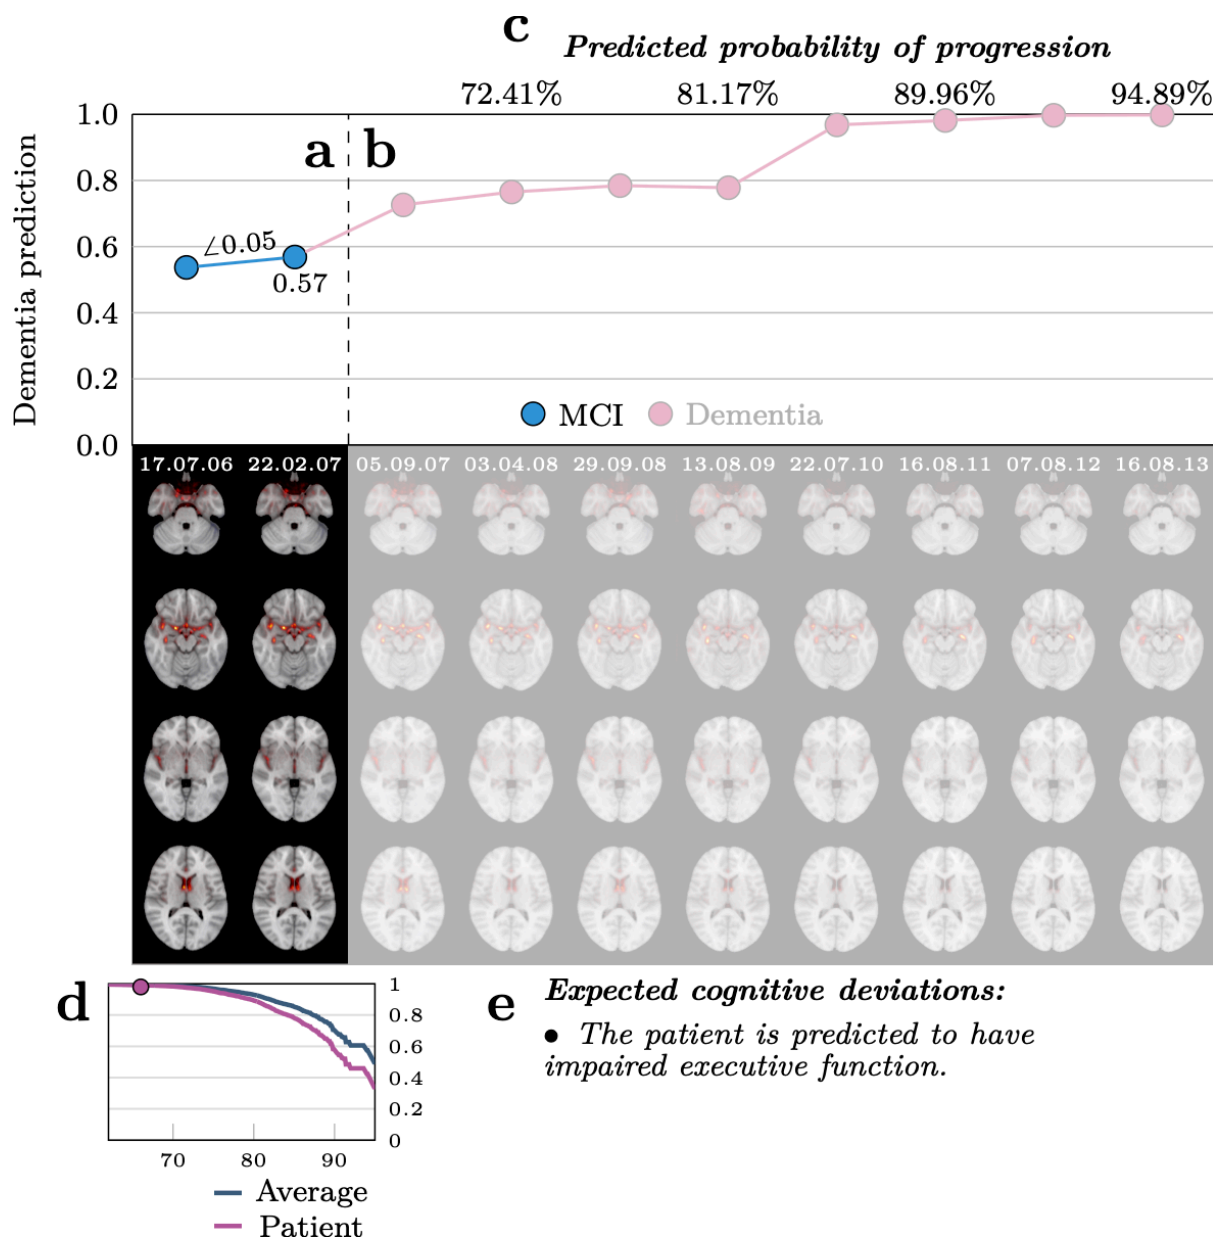 c
Predicted probability of progression
72.41% 81.17% 89.96% 94.89%
Dementia prediction
1.0
0.8
0.6
0.4
0.2
0.0
a b
∠0.05
0.57
MCI Dementia
17.07.06 22.02.07 05.09.07 03.04.08 29.09.08 13.08.09 22.07.10 16.08.11 07.08.12 16.08.13
d
1
0.8
0.6
0.4
0.2
0
70 80 90
Average
Patient
e Expected cognitive deviations:
• The patient is predicted to have
impaired executive function.